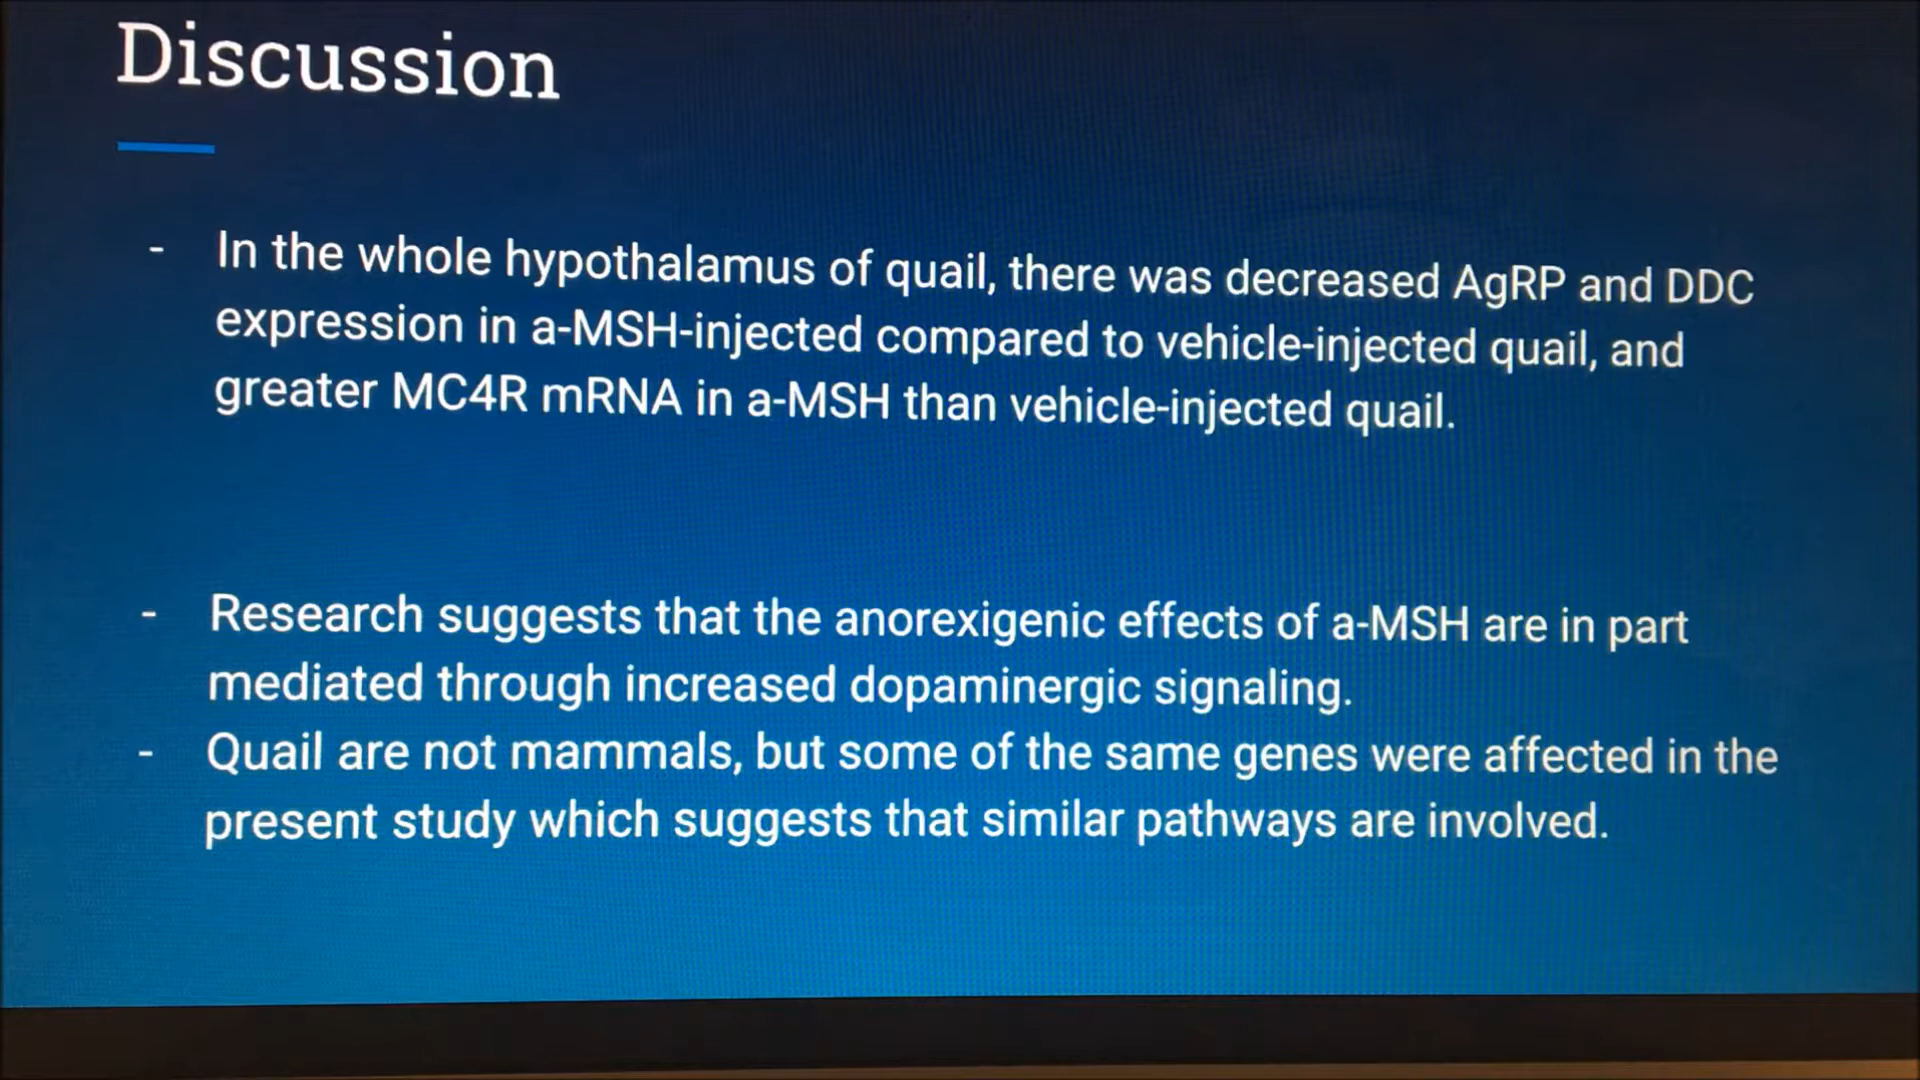 Discussion
- In the whole hypothalamus of quail, there was decreased AgRP and DDC
expression in a-MSH-injected compared to vehicle-injected quail, and
greater MC4R mRNA in a-MSH than vehicle-injected quail.
- Research suggests that the anorexigenic effects of a-MSH are in part
mediated through increased dopaminergic signaling.
- Quail are not mammals, but some of the same genes were affected in the
present study which suggests that similar pathways are involved.